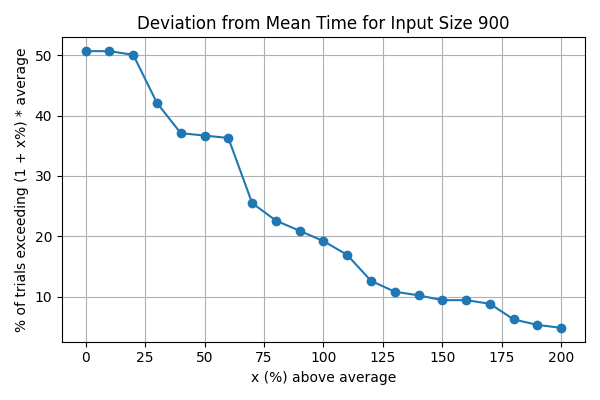 Deviation from Mean Time for Input Size 900
% of trials exceeding (1 + x%) * average
50
40
30
20
10
0 25 50 75 100 125 150 175 200
x (%) above average